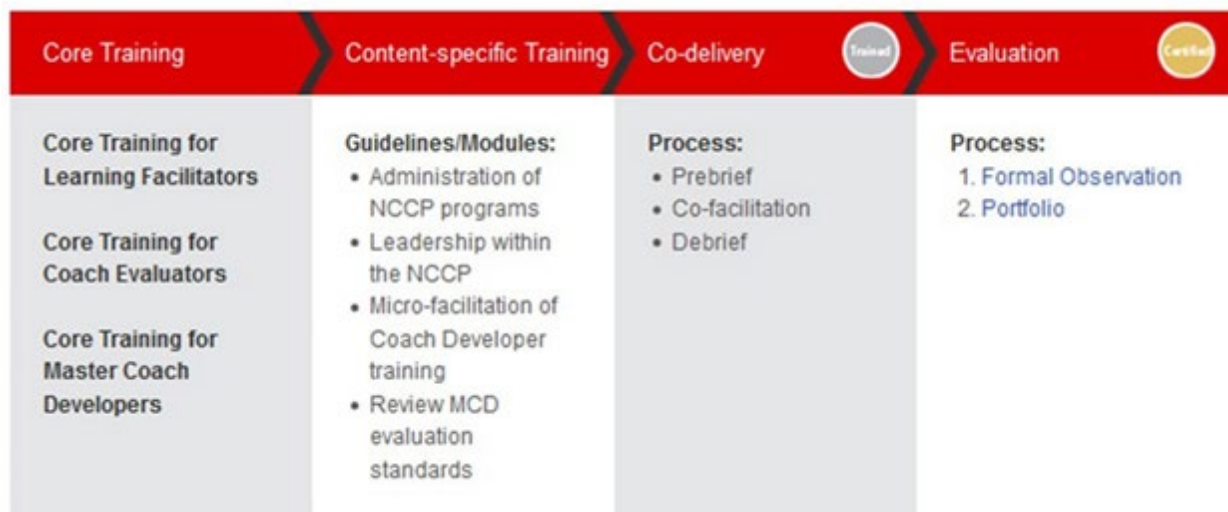 Core Training
Content-specific Training
Co-delivery
Trained
Evaluation
Certified
Core Training for
Learning Facilitators
Core Training for
Coach Evaluators
Core Training for
Master Coach
Developers
Guidelines/Modules:
• Administration of
NCCP programs
• Leadership within
the NCCP
• Micro-facilitation of
Coach Developer
training
• Review MCD
evaluation
standards
Process:
• Prebrief
• Co-facilitation
• Debrief
Process:
1. Formal Observation
2. Portfolio